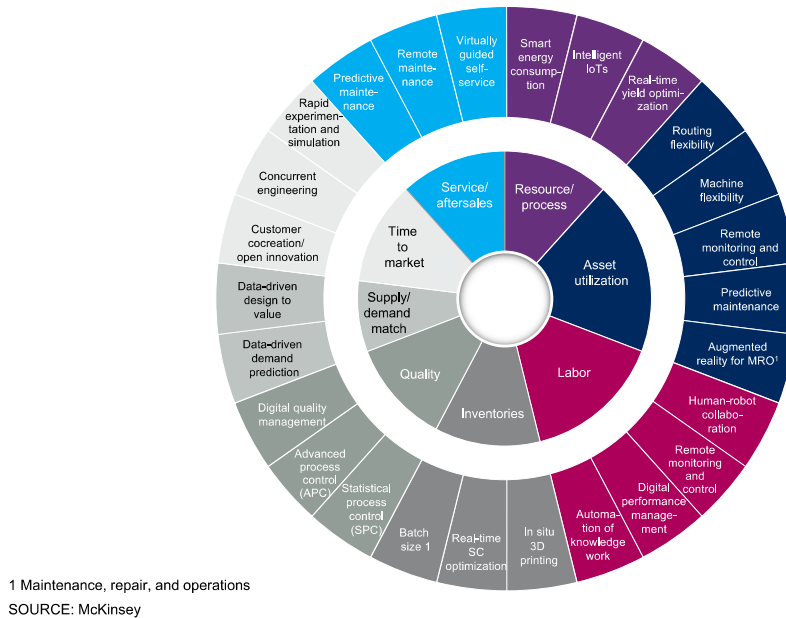 Virtually
guided self-
service
Smart
energy
consump-
tion
Intelligent
IoTs
Real-time
yield optimi-
zation
Routing
flexibility
Machine
flexibility
Remote
monitoring and
control
Predictive
maintenance
Augmented
reality for MRO1
Human-robot
collabo-
ration
Remote
monitoring
and
control
Digital
performance
manage-
ment
Automa-
tion of
knowledge
work
In situ
3D
printing
Real-time
SC
optimization
Batch
size 1
Statistical
process
control
(SPC)
Advanced
process
control
(APC)
Digital quality
management
Data-driven
demand
prediction
Data-driven
design to
value
Customer
cocreation/
open innovation
Concurrent
engineering
Rapid
experimen-
tation and
simulation
Predictive
mainte-
nance
Remote
mainte-
nance
Service/
aftersales
Resource/
process
Asset
utilization
Labor
Inventories
Quality
Supply/
demand
match
Time
to
market
1 Maintenance, repair, and operations
SOURCE: McKinsey